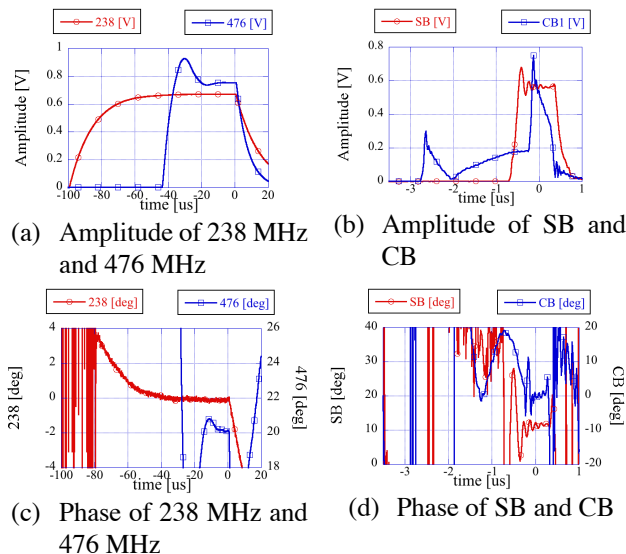 238 [V]
476 [V]
SB [V]
CB1 [V]
Amplitude [V]
1.0
0.8
0.6
0.4
0.2
0
-100 -80 -60 -40 -20 0 20
time [us]
Amplitude [V]
0.8
0.6
0.4
0.2
0
-3 -2 -1 0 1
time [us]
(a) Amplitude of 238 MHz
and 476 MHz
(b) Amplitude of SB and
CB
238 [deg]
476 [deg]
SB [deg]
CB [deg]
238 [deg]
4
2
0
-2
-4
26
24
22
20
18
476 [deg]
-100 -80 -60 -40 -20 0 20
time [us]
SB [deg]
40
30
20
10
0
20
10
0
-10
-20
CB [deg]
-3 -2 -1 0 1
time [us]
(c) Phase of 238 MHz and
476 MHz
(d) Phase of SB and CB